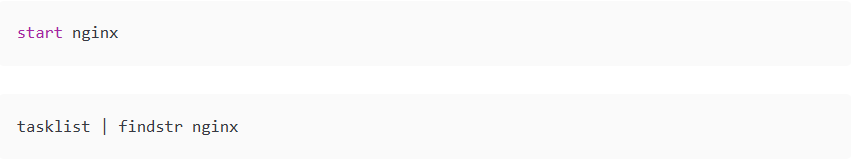 start nginx
tasklist | findstr nginx